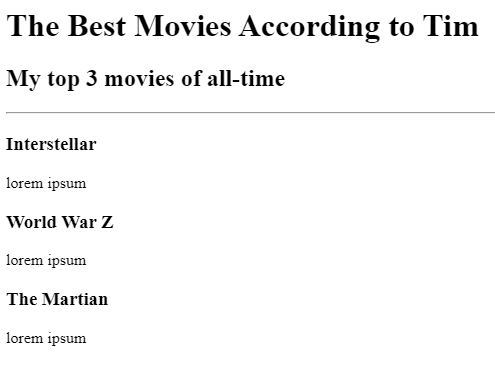 The Best Movies According to Tim
My top 3 movies of all-time
Interstellar
lorem ipsum
World War Z
lorem ipsum
The Martian
lorem ipsum